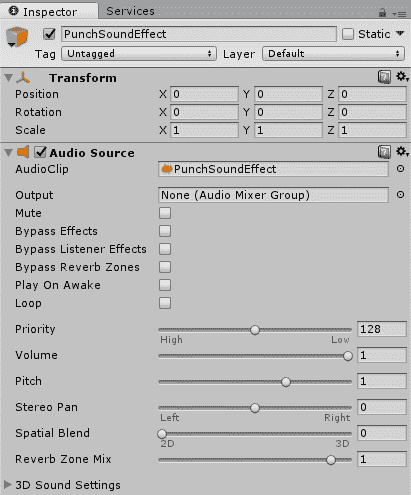 Inspector Services
PunchSoundEffect Static
Tag Untagged Layer Default
Transform
Position X 0 Y 0 Z 0
Rotation X 0 Y 0 Z 0
Scale X 1 Y 1 Z 1
Audio Source
AudioClip PunchSoundEffect
Output None (Audio Mixer Group)
Mute
Bypass Effects
Bypass Listener Effects
Bypass Reverb Zones
Play On Awake
Loop
Priority 128
High Low
Volume 1
Pitch 1
Stereo Pan 0
Left Right
Spatial Blend 0
2D 3D
Reverb Zone Mix 1
3D Sound Settings